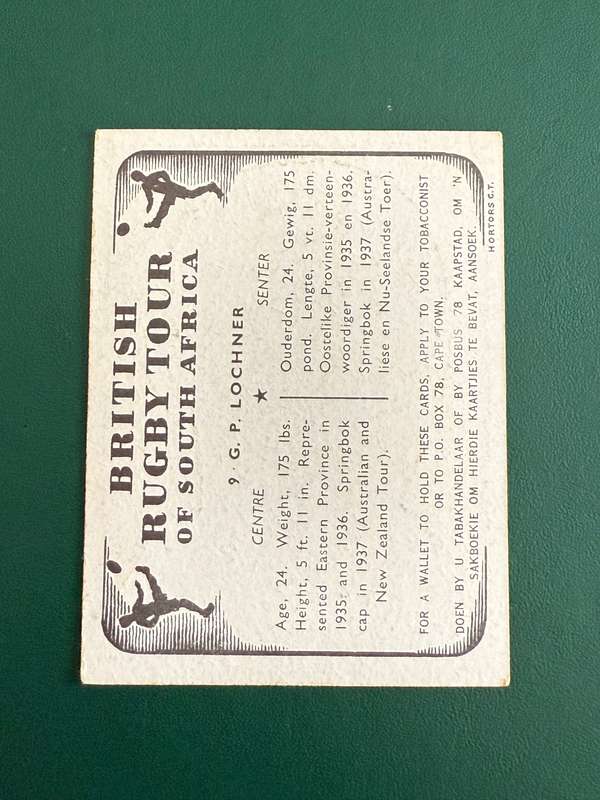 BRITISH
RUGBY TOUR
OF SOUTH AFRICA
9 · G. P. LOCHNER
CENTRE ★ SENTER
Age, 24. Weight, 175 lbs.
Height, 5 ft. 11 in. Repre-
sented Eastern Province in
1935 and 1936. Springbok
cap in 1937 (Australian and
New Zealand Tour).
Ouderdom, 24. Gewig, 175
pond. Lengte, 5 vt. 11 dm.
Oostelike Provinsie-verteen-
woordiger in 1935 en 1936.
Springbok in 1937 (Austra-
liese en Nu-Seelandse Toer).
FOR A WALLET TO HOLD THESE CARDS, APPLY TO YOUR TOBACCONIST
OR TO P.O. BOX 78, CAPE TOWN.
DOEN BY U TABAKHANDELAAR OF BY POSBUS 78 KAAPSTAD, OM 'N
SAKBOEKIE OM HIERDIE KAARTJIES TE BEVAT, AANSOEK.
HORTORS C.T.